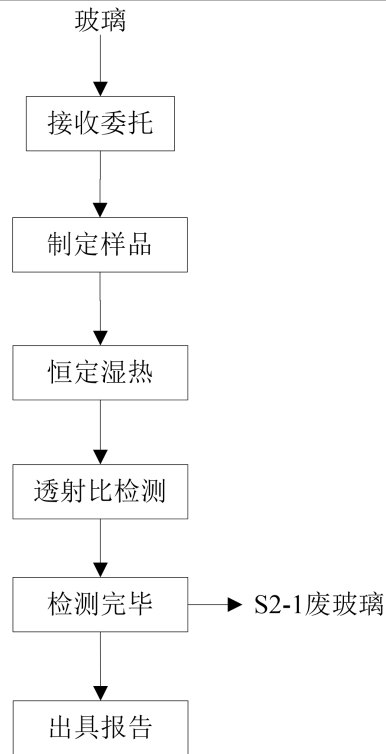 玻璃
接收委托
制定样品
恒定湿热
透射比检测
检测完毕
S2-1废玻璃
出具报告